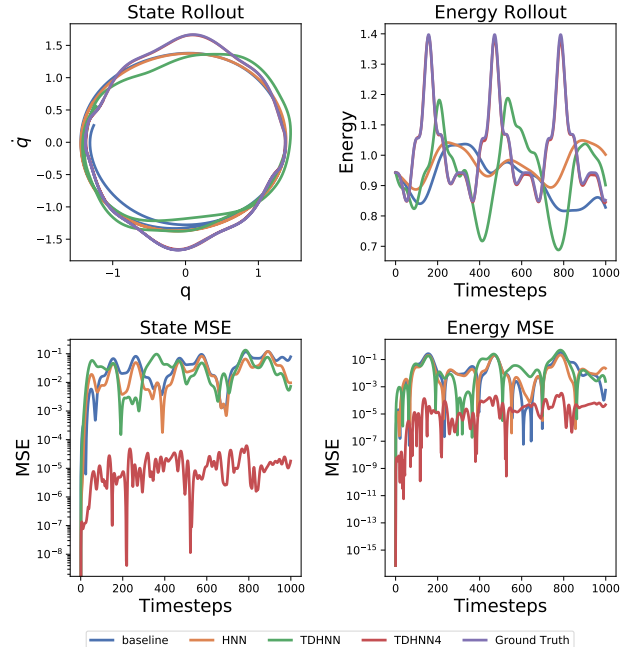 State Rollout
q̇
1.5
1.0
0.5
0.0
−0.5
−1.0
−1.5
−1 0 1
q
Energy Rollout
Energy
1.4
1.3
1.2
1.1
1.0
0.9
0.8
0.7
0 200 400 600 800 1000
Timesteps
State MSE
MSE
10⁻¹
10⁻²
10⁻³
10⁻⁴
10⁻⁵
10⁻⁶
10⁻⁷
10⁻⁸
0 200 400 600 800 1000
Timesteps
Energy MSE
MSE
10⁻¹
10⁻³
10⁻⁵
10⁻⁷
10⁻⁹
10⁻¹¹
10⁻¹³
10⁻¹⁵
0 200 400 600 800 1000
Timesteps
baseline HNN TDHNN TDHNN4 Ground Truth